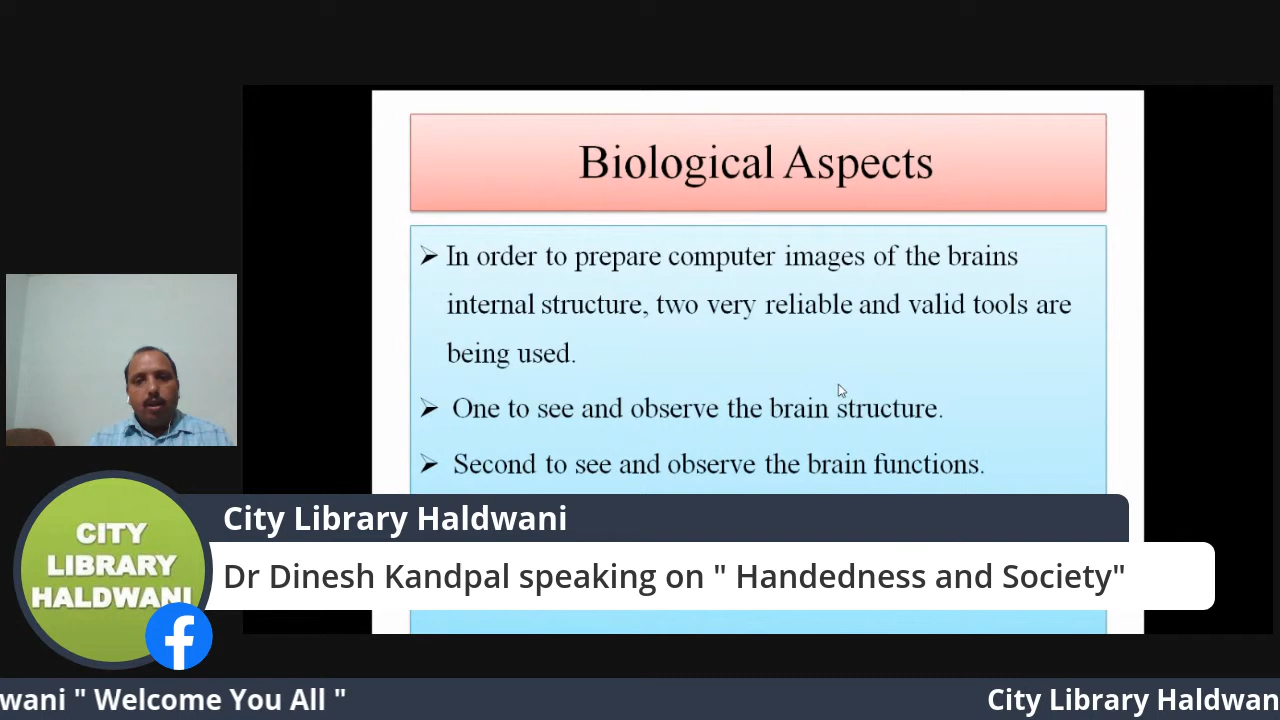 Biological Aspects
➢ In order to prepare computer images of the brains
internal structure, two very reliable and valid tools are
being used.
➢ One to see and observe the brain structure.
➢ Second to see and observe the brain functions.
CITY
LIBRARY
HALDWANI
City Library Haldwani
Dr Dinesh Kandpal speaking on " Handedness and Society"
wani " Welcome You All "
City Library Haldwan